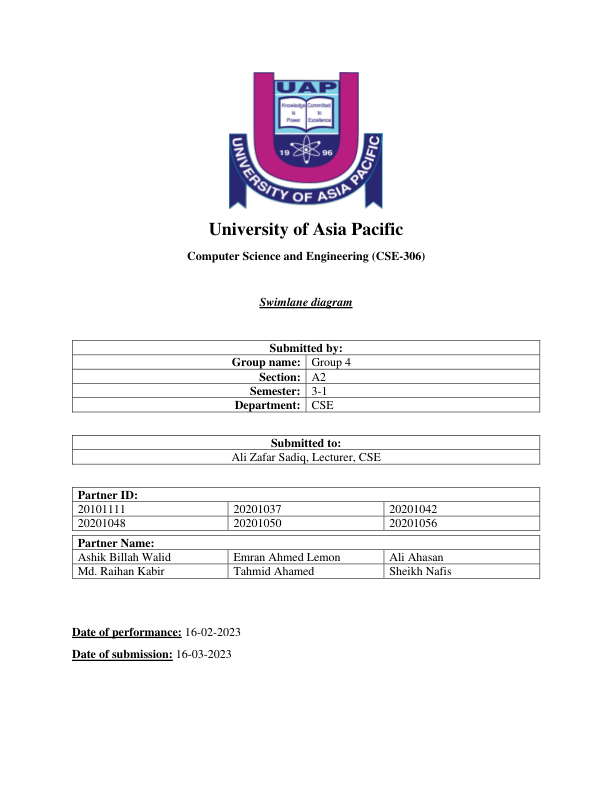 UAP
Knowledge is Power
Committed to Excellence
19 96
UNIVERSITY OF ASIA PACIFIC
University of Asia Pacific
Computer Science and Engineering (CSE-306)
Swimlane diagram
Submitted by:
Group name: Group 4
Section: A2
Semester: 3-1
Department: CSE
Submitted to:
Ali Zafar Sadiq, Lecturer, CSE
Partner ID:
20101111 20201037 20201042
20201048 20201050 20201056
Partner Name:
Ashik Billah Walid Emran Ahmed Lemon Ali Ahasan
Md. Raihan Kabir Tahmid Ahamed Sheikh Nafis
Date of performance: 16-02-2023
Date of submission: 16-03-2023